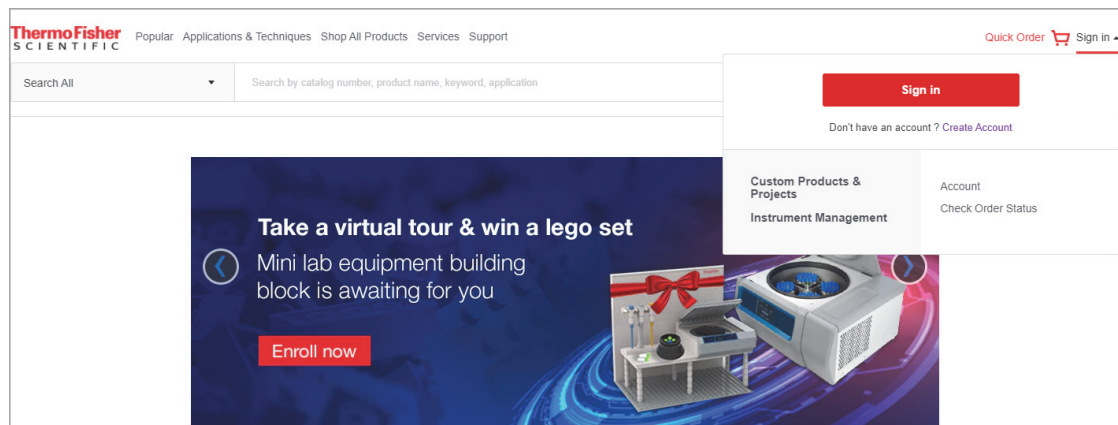 ThermoFisher
SCIENTIFIC
Popular Applications & Techniques Shop All Products Services Support
Quick Order Sign in
Search All
Search by catalog number, product name, keyword, application
Sign in
Don't have an account ? Create Account
Custom Products &
Projects
Instrument Management
Account
Check Order Status
Take a virtual tour & win a lego set
Mini lab equipment building
block is awaiting for you
Enroll now